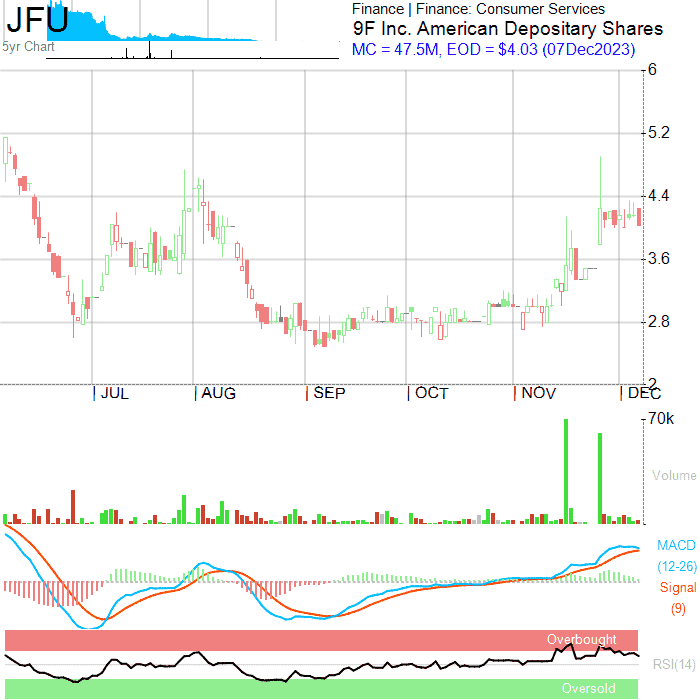 JFU
5yr Chart
Finance | Finance: Consumer Services
9F Inc. American Depositary Shares
MC = 47.5M, EOD = $4.03 (07Dec2023)
6
5.2
4.4
3.6
2.8
2
JUL
AUG
SEP
OCT
NOV
DEC
70k
Volume
MACD
(12-26)
Signal
(9)
Overbought
RSI(14)
Oversold